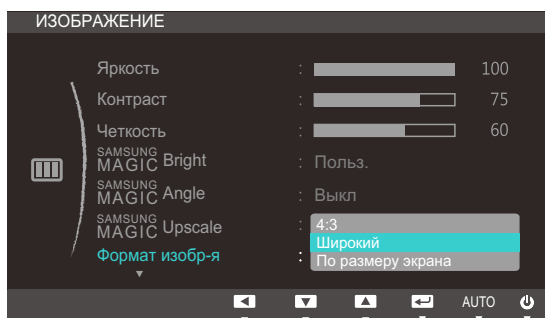 ИЗОБРАЖЕНИЕ
Яркость : 100
Контраст : 75
Четкость : 60
SAMSUNG MAGIC Bright : Польз.
SAMSUNG MAGIC Angle : Выкл
SAMSUNG MAGIC Upscale : 4:3
Широкий
Формат изобр-я : По размеру экрана
AUTO